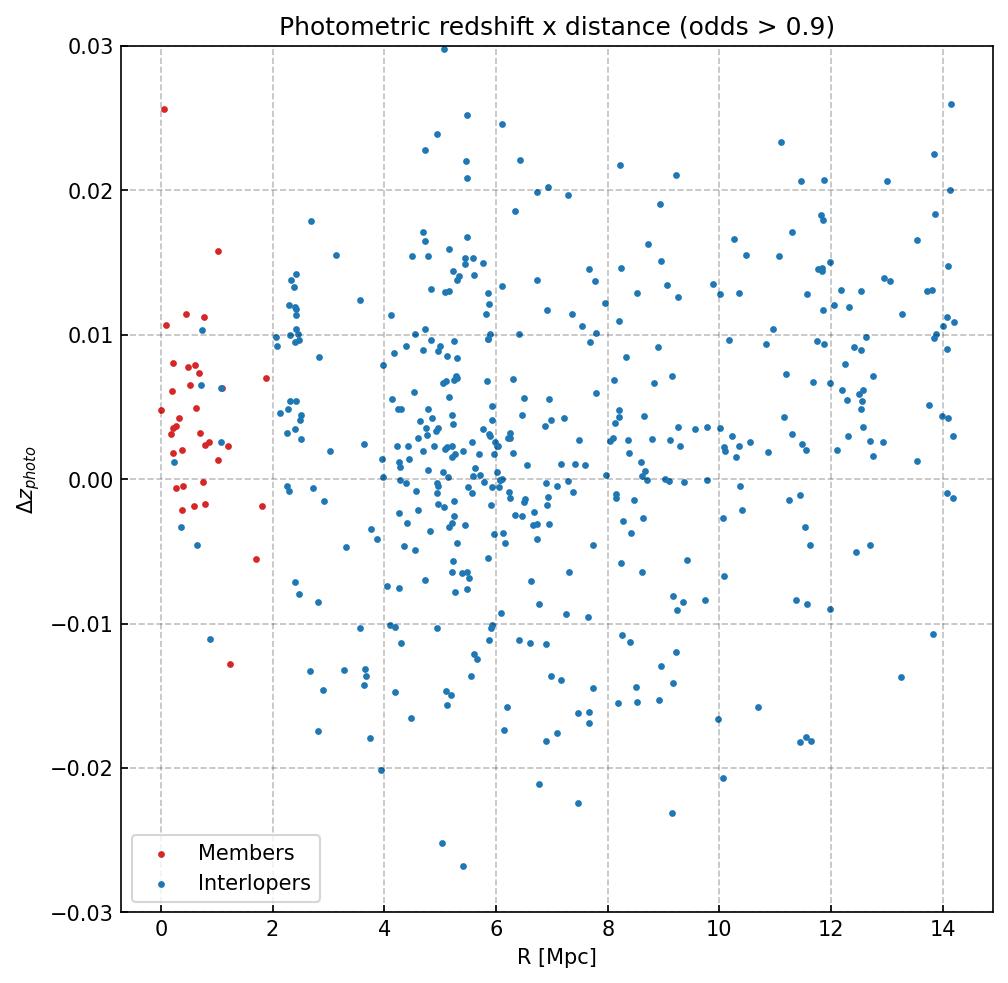 Photometric redshift x distance (odds > 0.9)
0.03
0.02
0.01
0.00
−0.01
−0.02
−0.03
Δz_photo
Members
Interlopers
0 2 4 6 8 10 12 14
R [Mpc]